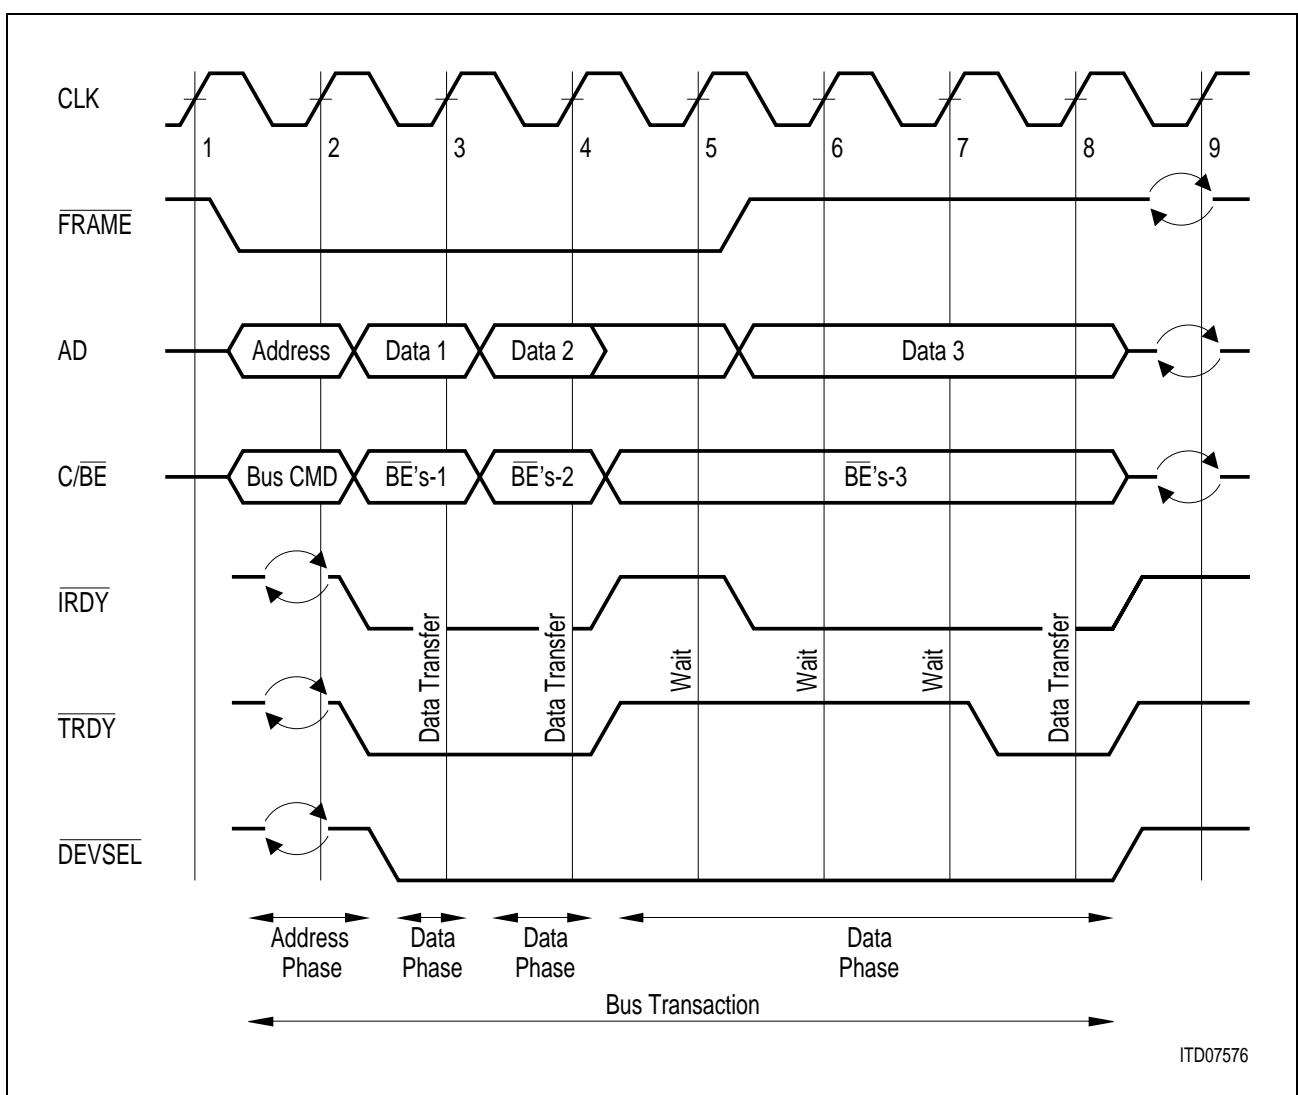 CLK
1 2 3 4 5 6 7 8 9
FRAME
AD
Address Data 1 Data 2 Data 3
C/BE
Bus CMD BE's-1 BE's-2 BE's-3
IRDY
Data Transfer
Data Transfer
Wait
Wait
Wait
Data Transfer
TRDY
DEVSEL
Address
Phase
Data
Phase
Data
Phase
Data
Phase
Bus Transaction
ITD07576